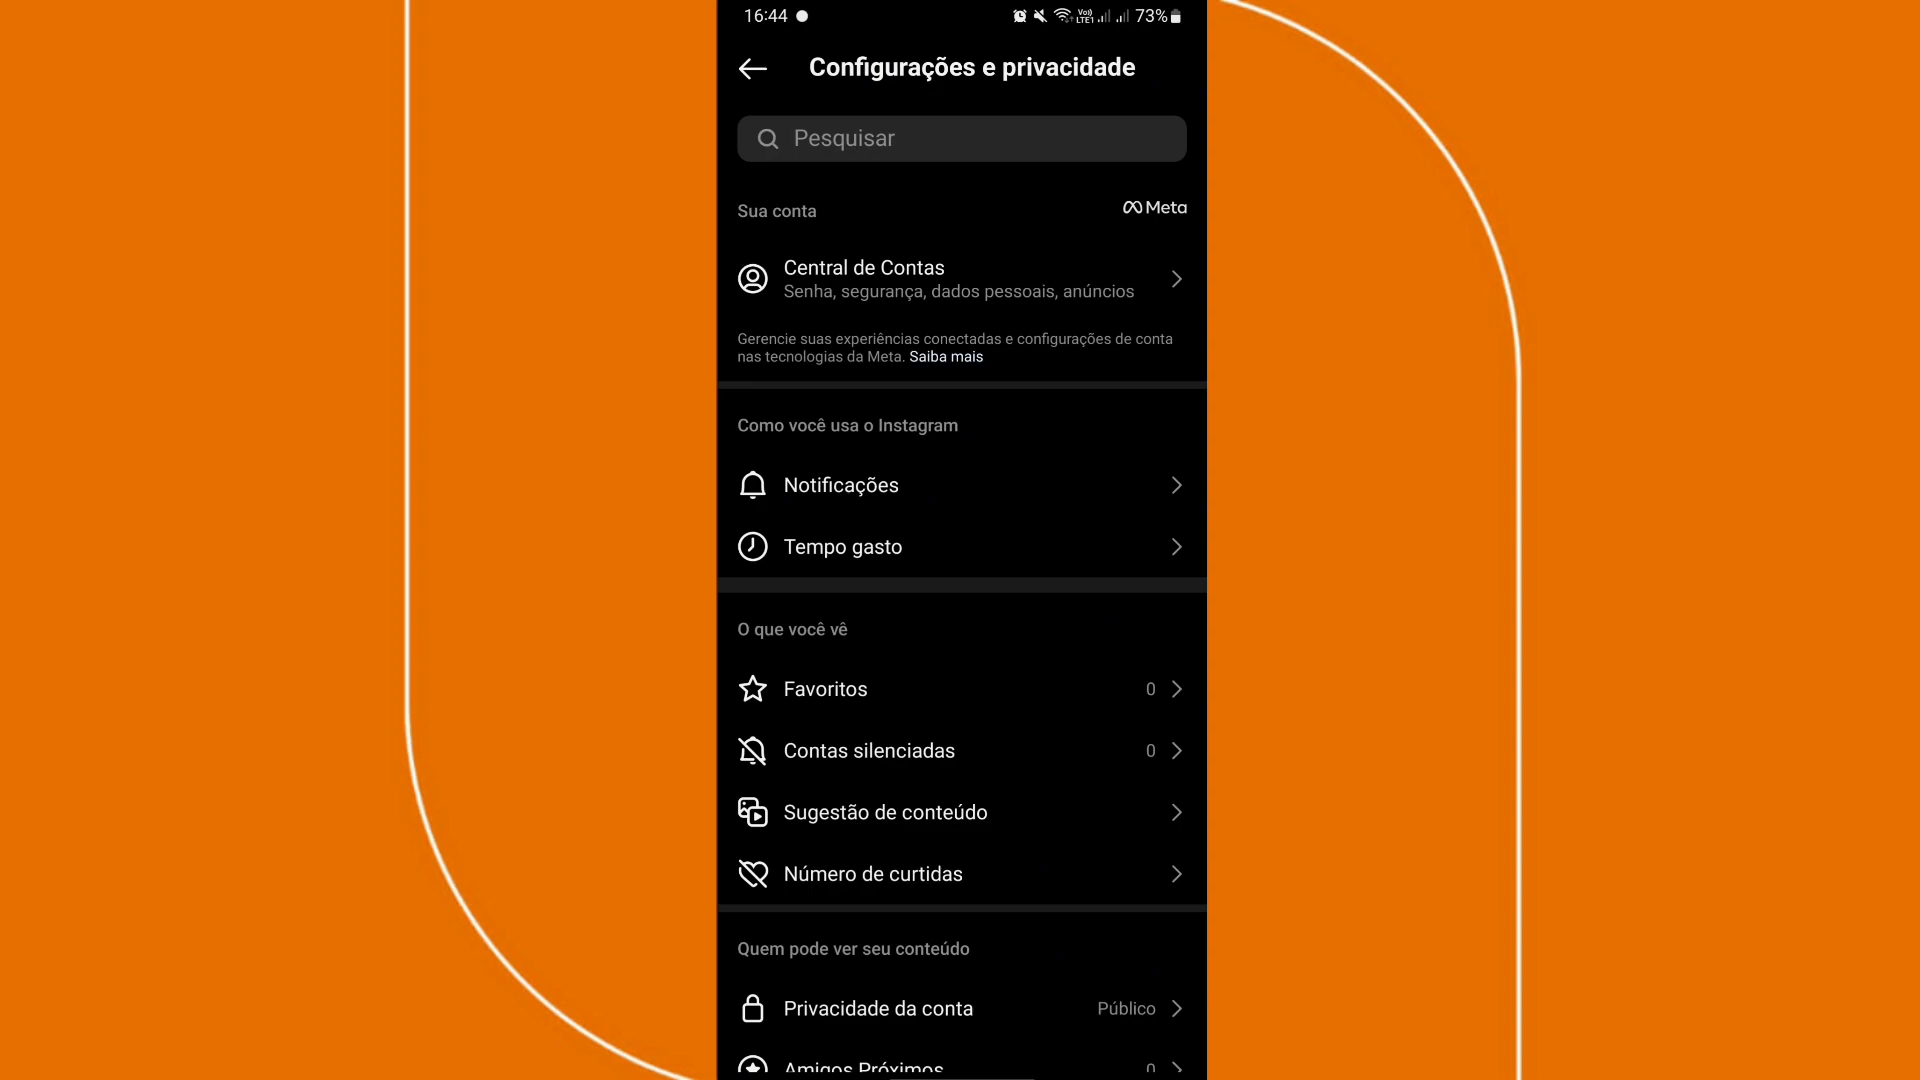 16:44
Vo)) LTE1 73%
Configurações e privacidade
Pesquisar
Sua conta
Meta
Central de Contas
Senha, segurança, dados pessoais, anúncios
Gerencie suas experiências conectadas e configurações de conta
nas tecnologias da Meta. Saiba mais
Como você usa o Instagram
Notificações
Tempo gasto
O que você vê
Favoritos 0
Contas silenciadas 0
Sugestão de conteúdo
Número de curtidas
Quem pode ver seu conteúdo
Privacidade da conta Público
Amigos Próximos 0